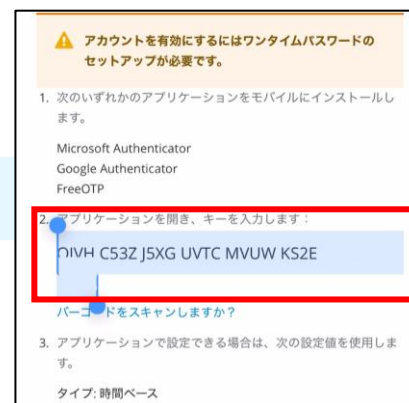 アカウントを有効にするにはワンタイムパスワードの
セットアップが必要です。
1. 次のいずれかのアプリケーションをモバイルにインストールし
ます。
Microsoft Authenticator
Google Authenticator
FreeOTP
2. アプリケーションを開き、キーを入力します:
C53Z J5XG UVTC MVUW KS2E
バーコードをスキャンしますか?
3. アプリケーションで設定できる場合は、次の設定値を使用しま
す。
タイプ: 時間ベース